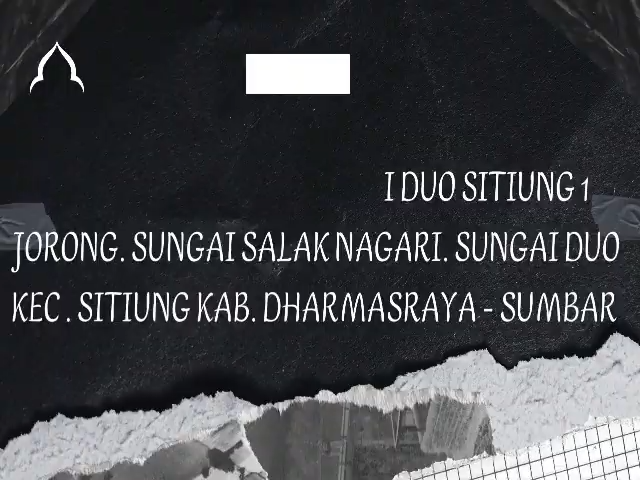 I DUO SITIUNG 1
JORONG. SUNGAI SALAK NAGARI. SUNGAI DUO
KEC . SITIUNG KAB. DHARMASRAYA - SUMBAR